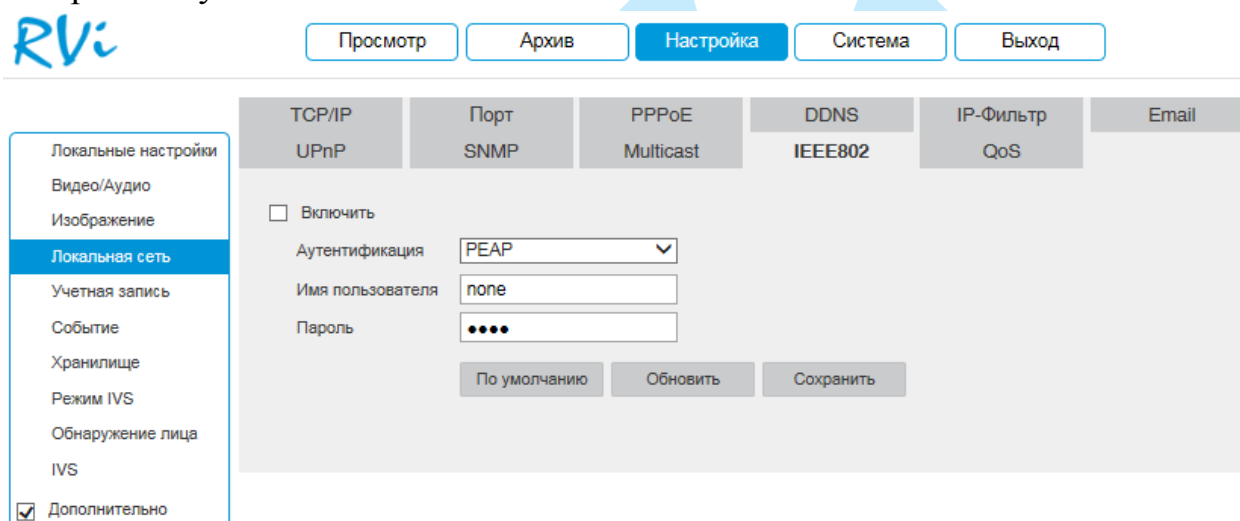 RVi
Просмотр Архив Настройка Система Выход
TCP/IP Порт PPPoE DDNS IP-Фильтр Email
UPnP SNMP Multicast IEEE802 QoS
Локальные настройки
Видео/Аудио
Изображение
Локальная сеть
Учетная запись
Событие
Хранилище
Режим IVS
Обнаружение лица
IVS
Дополнительно
Включить
Аутентификация PEAP
Имя пользователя none
Пароль ••••
По умолчанию Обновить Сохранить